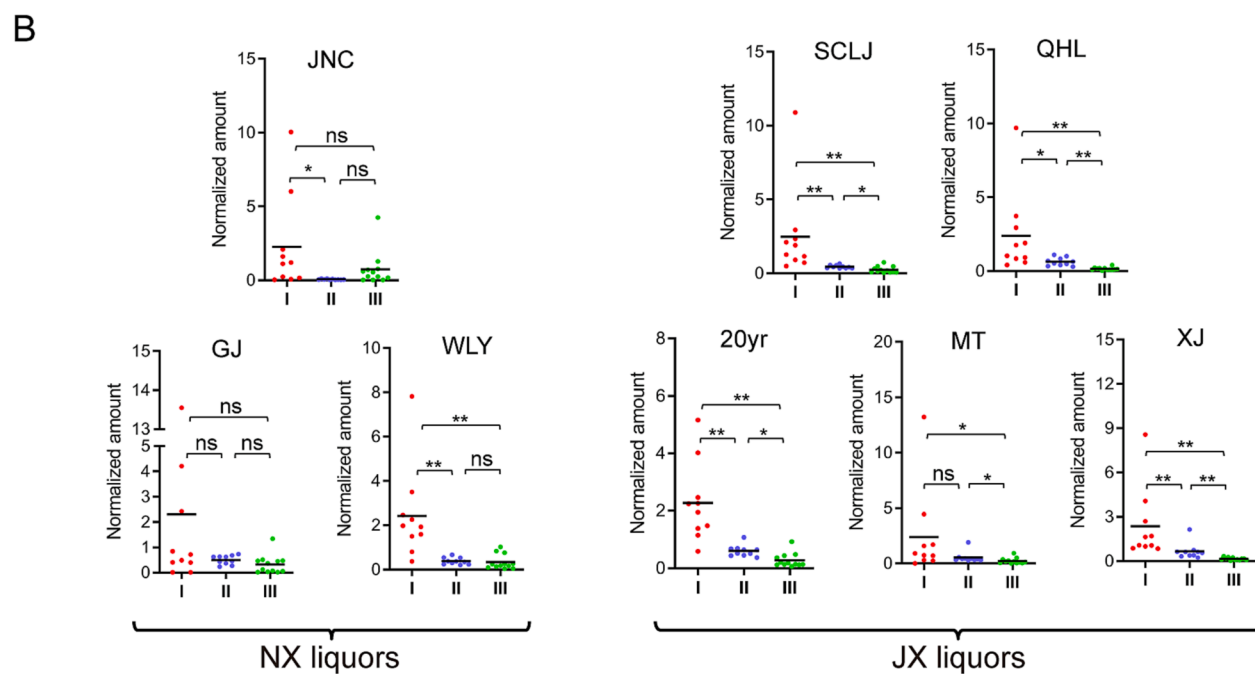 B
JNC
15
10
5
0
Normalized amount
ns
*
ns
I II III
SCLJ
15
10
5
0
Normalized amount
**
**
*
I II III
QHL
15
10
5
0
Normalized amount
**
*
**
I II III
GJ
15
14
13
5
4
3
2
1
0
Normalized amount
ns
ns
ns
I II III
WLY
10
8
6
4
2
0
Normalized amount
**
**
ns
I II III
NX liquors
20yr
8
6
4
2
0
Normalized amount
**
**
*
I II III
MT
20
15
10
5
0
Normalized amount
*
ns
*
I II III
XJ
15
12
9
6
3
0
Normalized amount
**
**
**
I II III
JX liquors